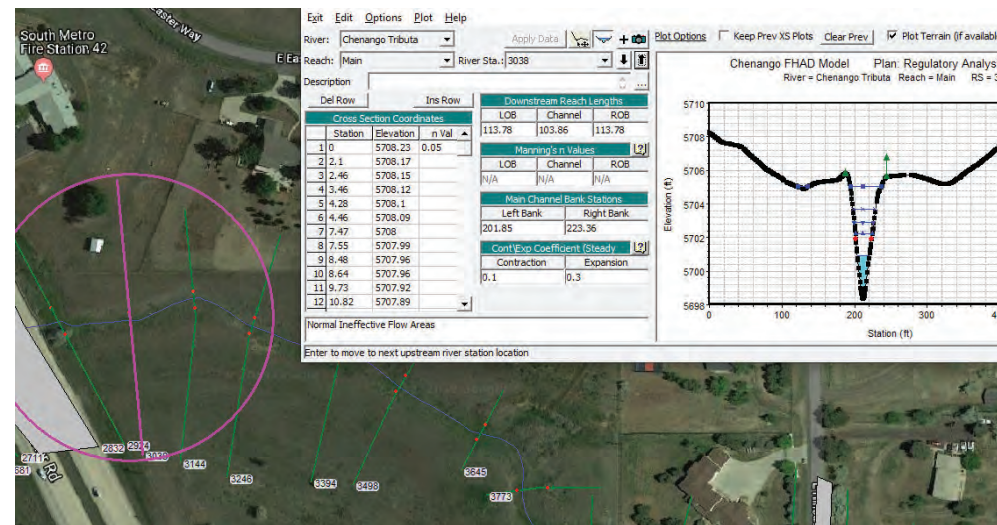 South Metro
Fire Station 42
Easter Way
E Ea
Exit Edit Options Plot Help
River: Chenango Tributa Apply Data Plot Options Keep Prev XS Plots Clear Prev Plot Terrain (if availabl
Reach: Main River Sta.: 3038
Description ...
Del Row Ins Row
Cross Section Coordinates
Station Elevation n Val
1 0 5708.23 0.05
2 2.1 5708.17
3 2.46 5708.15
4 3.46 5708.12
5 4.28 5708.1
6 4.46 5708.09
7 7.47 5708
8 7.55 5707.99
9 8.48 5707.96
10 8.64 5707.96
11 9.73 5707.92
12 10.82 5707.89
Downstream Reach Lengths
LOB Channel ROB
113.78 103.86 113.78
Manning's n Values
LOB Channel ROB
N/A N/A N/A
Main Channel Bank Stations
Left Bank Right Bank
201.85 223.36
Cont\Exp Coefficient (Steady
Contraction Expansion
0.1 0.3
Normal Ineffective Flow Areas
Enter to move to next upstream river station location
Chenango FHAD Model Plan: Regulatory Analys
River = Chenango Tributa Reach = Main RS = 3
Elevation (ft)
5710
5708
5706
5704
5702
5700
5698
0 100 200 300 4
Station (ft)
2711
681
2832
2924
3038
3144
3246
3394
3498
3645
3773
Rd